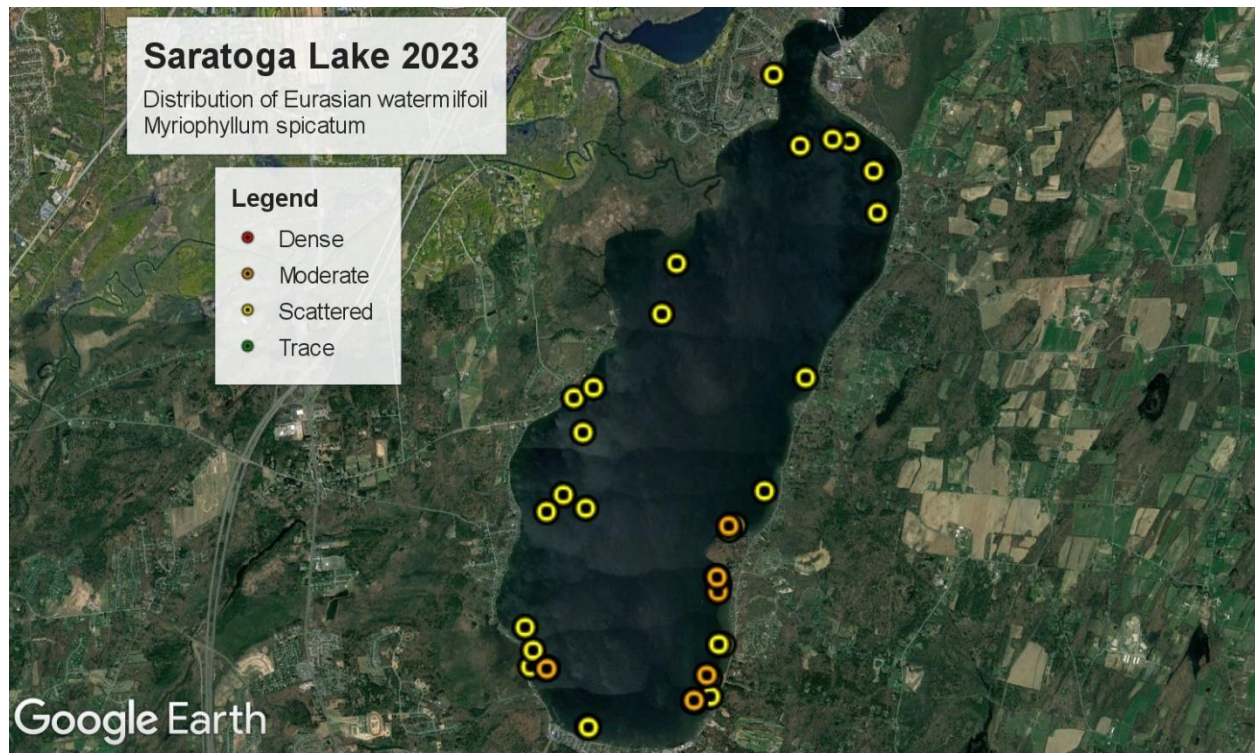 Saratoga Lake 2023
Distribution of Eurasian watermilfoil
Myriophyllum spicatum
Legend
Dense
Moderate
Scattered
Trace
Google Earth